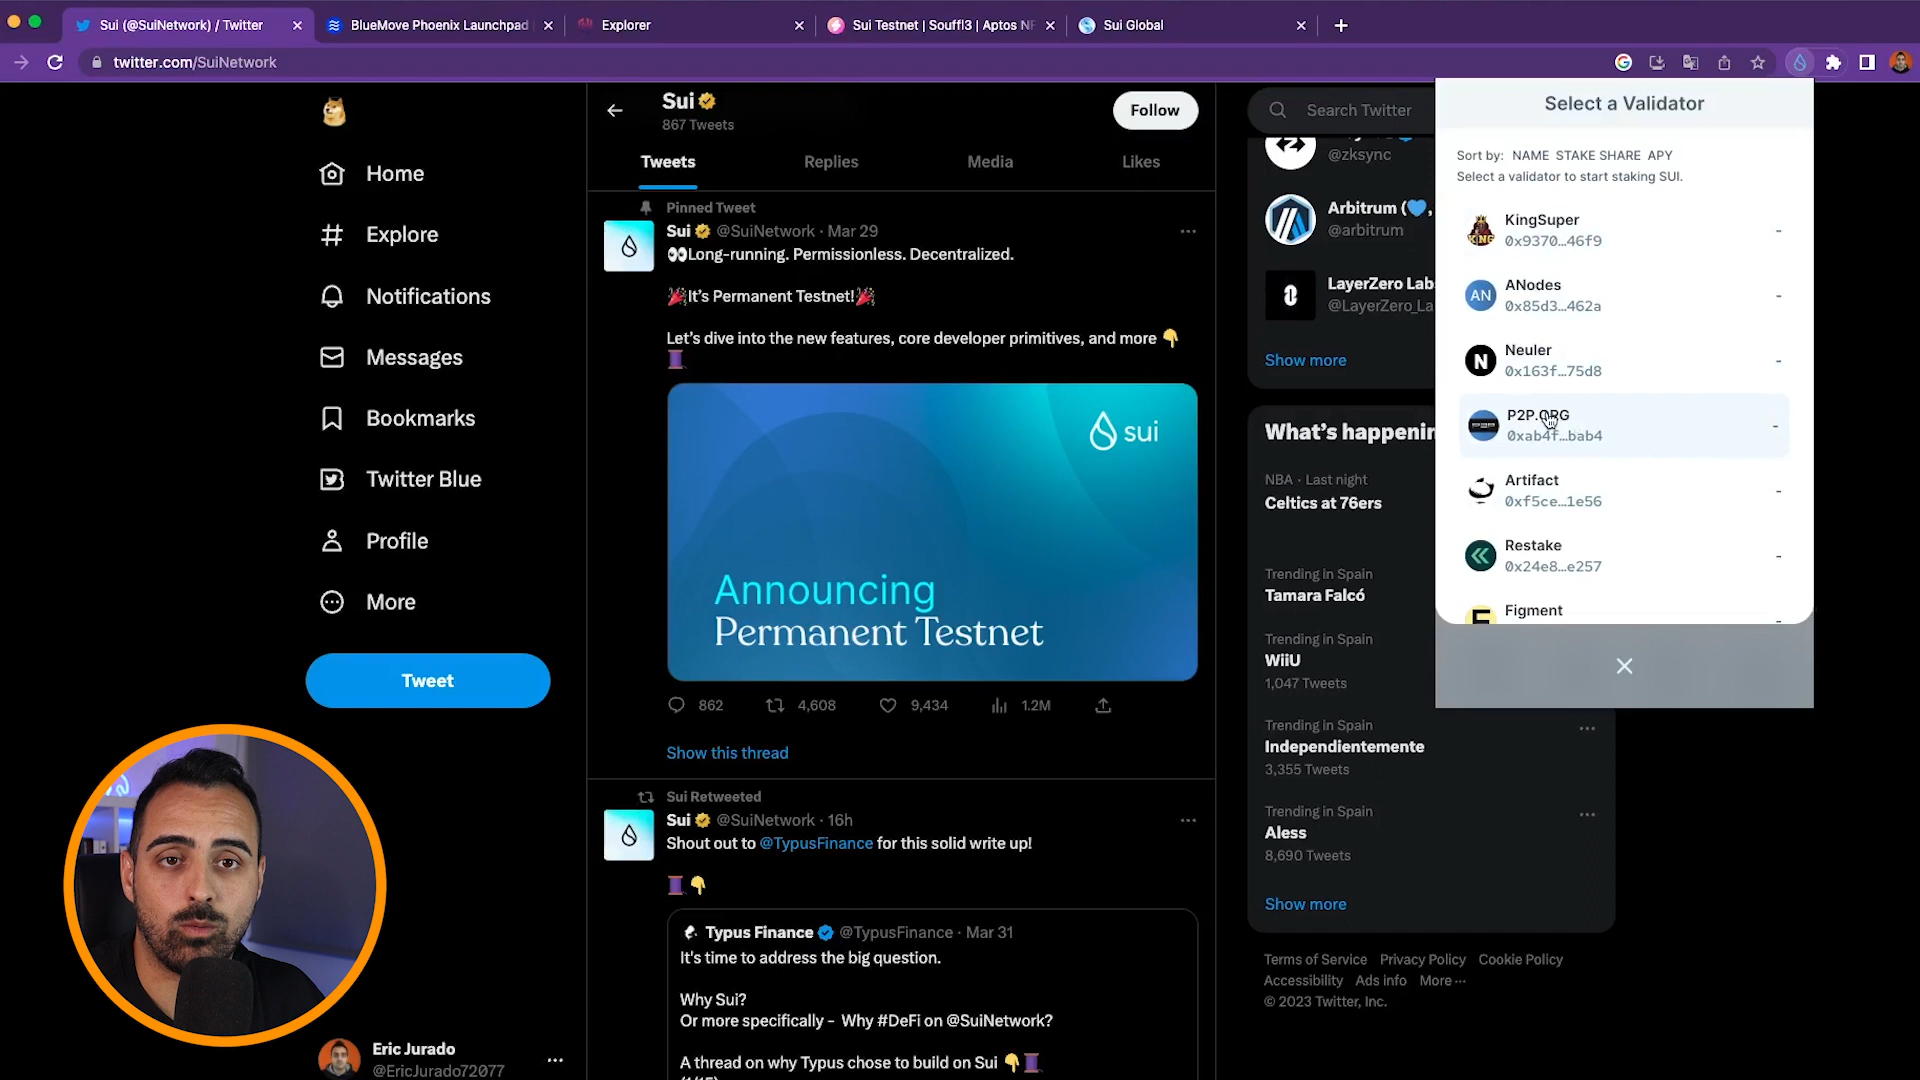 Sui (@SuiNetwork) / Twitter
BlueMove Phoenix Launchpad
Explorer
Sui Testnet | Souffl3 | Aptos NF
Sui Global
twitter.com/SuiNetwork
Home
Explore
Notifications
Messages
Bookmarks
Twitter Blue
Profile
More
Tweet
Eric Jurado
@EricJurado72077
Sui
867 Tweets
Follow
Tweets
Replies
Media
Likes
Pinned Tweet
Sui @SuiNetwork · Mar 29
👀Long-running. Permissionless. Decentralized.
🎉It's Permanent Testnet!🎉
Let's dive into the new features, core developer primitives, and more 👇
🧵
sui
Announcing
Permanent Testnet
862
4,608
9,434
1.2M
Show this thread
Sui Retweeted
Sui @SuiNetwork · 16h
Shout out to @TypusFinance for this solid write up!
🧵👇
Typus Finance @TypusFinance · Mar 31
It's time to address the big question.
Why Sui?
Or more specifically - Why #DeFi on @SuiNetwork?
A thread on why Typus chose to build on Sui 👇🧵
Search Twitter
@zksync
Arbitrum (💙,
@arbitrum
LayerZero Lab
@LayerZero_La
Show more
What's happenin
NBA · Last night
Celtics at 76ers
Trending in Spain
Tamara Falcó
Trending in Spain
WiiU
1,047 Tweets
Trending in Spain
Independientemente
3,355 Tweets
Trending in Spain
Aless
8,690 Tweets
Show more
Terms of Service Privacy Policy Cookie Policy
Accessibility Ads info More ···
© 2023 Twitter, Inc.
Select a Validator
Sort by: NAME STAKE SHARE APY
Select a validator to start staking SUI.
KingSuper
0x9370…46f9
-
AN
ANodes
0x85d3…462a
-
N
Neuler
0x163f…75d8
-
P2P.ORG
0xab4f…bab4
-
Artifact
0xf5ce…1e56
-
Restake
0x24e8…e257
-
Figment
-